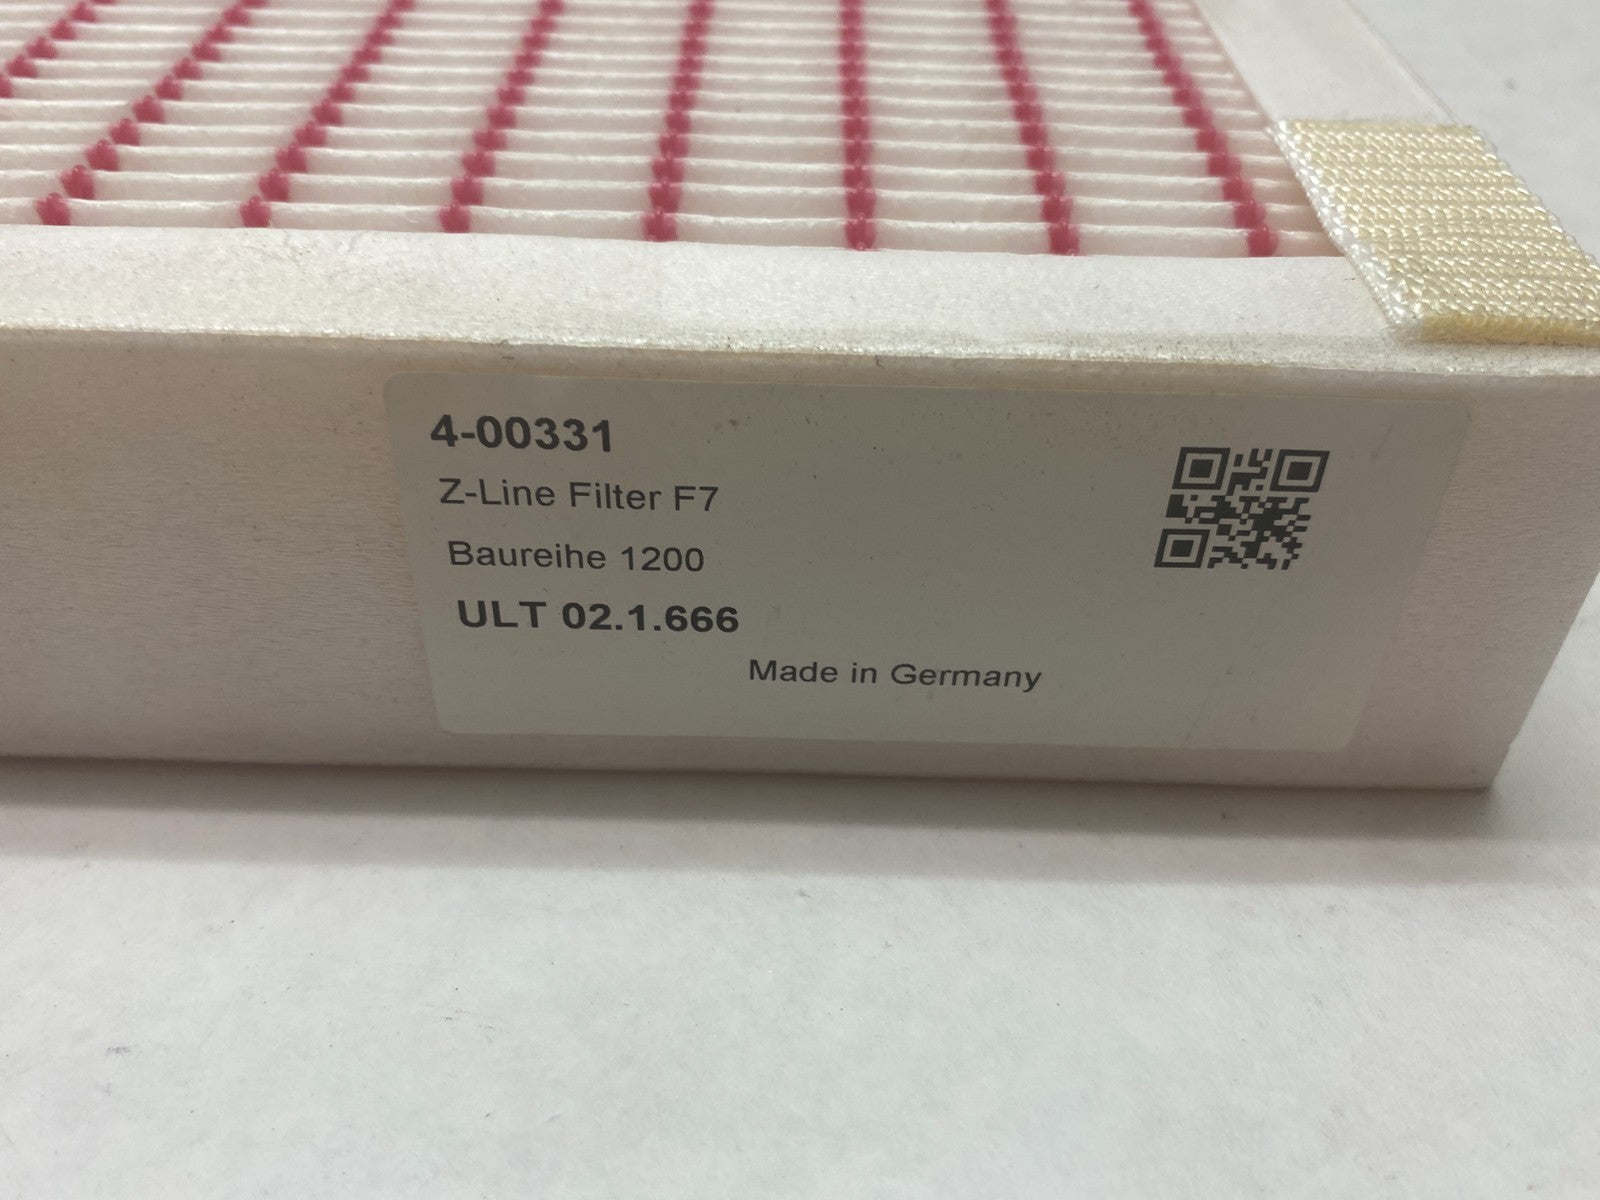 4-00331
Z-Line Filter F7
Baureihe 1200
ULT 02.1.666
Made in Germany